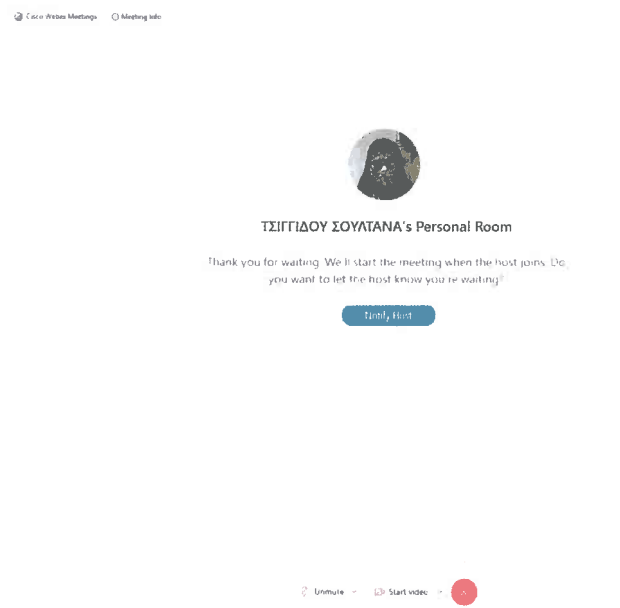 Cisco Webex Meetings Meeting Info
ΤΣΙΓΓΙΔΟΥ ΣΟΥΛΤΑΝΑ's Personal Room
Thank you for waiting. We'll start the meeting when the host joins. Do
you want to let the host know you're waiting?
Notify Host
Unmute Start video